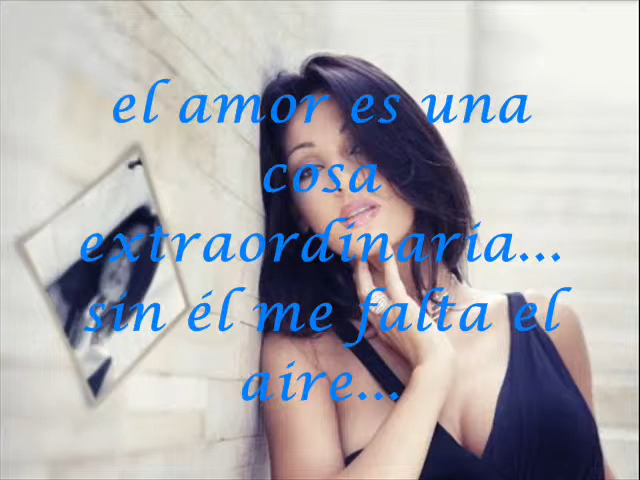 el amor es una
cosa
extraordinaria...
sin él me falta el
aire...